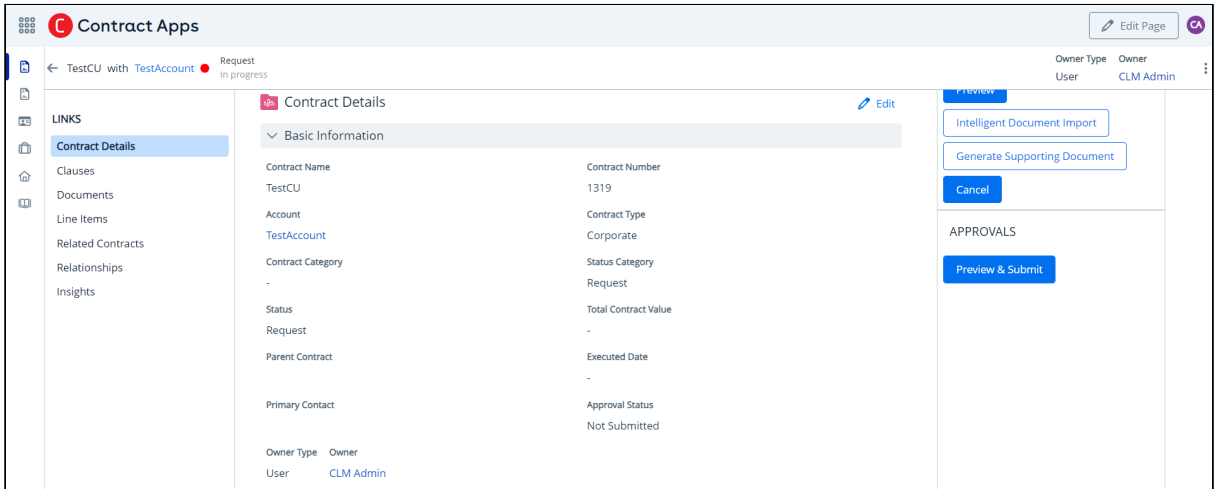 Contract Apps
Edit Page
CA
TestCU with TestAccount
Request
In progress
Owner Type Owner
User CLM Admin
LINKS
Contract Details
Clauses
Documents
Line Items
Related Contracts
Relationships
Insights
Contract Details
Edit
Basic Information
Contract Name Contract Number
TestCU 1319
Account Contract Type
TestAccount Corporate
Contract Category Status Category
- Request
Status Total Contract Value
Request -
Parent Contract Executed Date
-
Primary Contact Approval Status
Not Submitted
Owner Type Owner
User CLM Admin
Preview
Intelligent Document Import
Generate Supporting Document
Cancel
APPROVALS
Preview & Submit